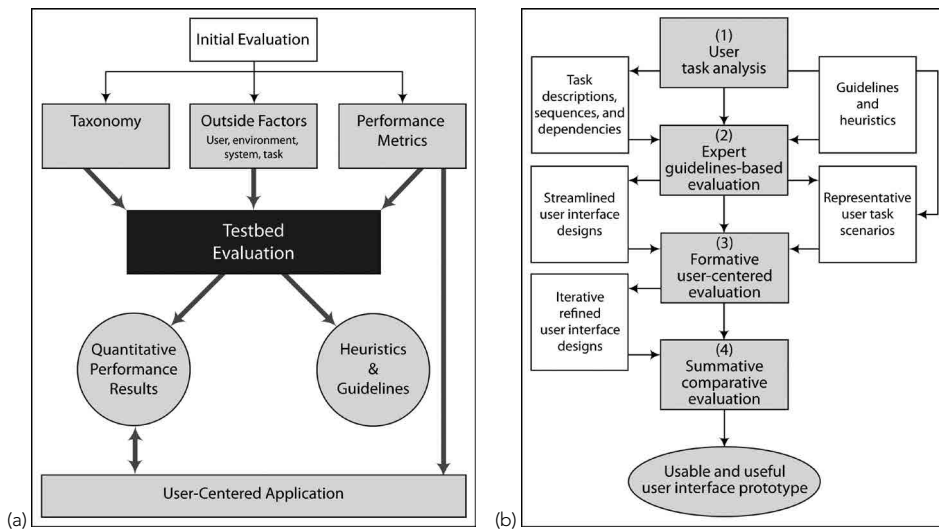 Initial Evaluation
Taxonomy
Outside Factors
User, environment,
system, task
Performance
Metrics
Testbed
Evaluation
Quantitative
Performance
Results
Heuristics
&
Guidelines
User-Centered Application
(a)
(1)
User
task analysis
Task
descriptions,
sequences, and
dependencies
Guidelines
and
heuristics
(2)
Expert
guidelines-based
evaluation
Streamlined
user interface
designs
Representative
user task
scenarios
(3)
Formative
user-centered
evaluation
Iterative
refined
user interface
designs
(4)
Summative
comparative
evaluation
Usable and useful
user interface prototype
(b)